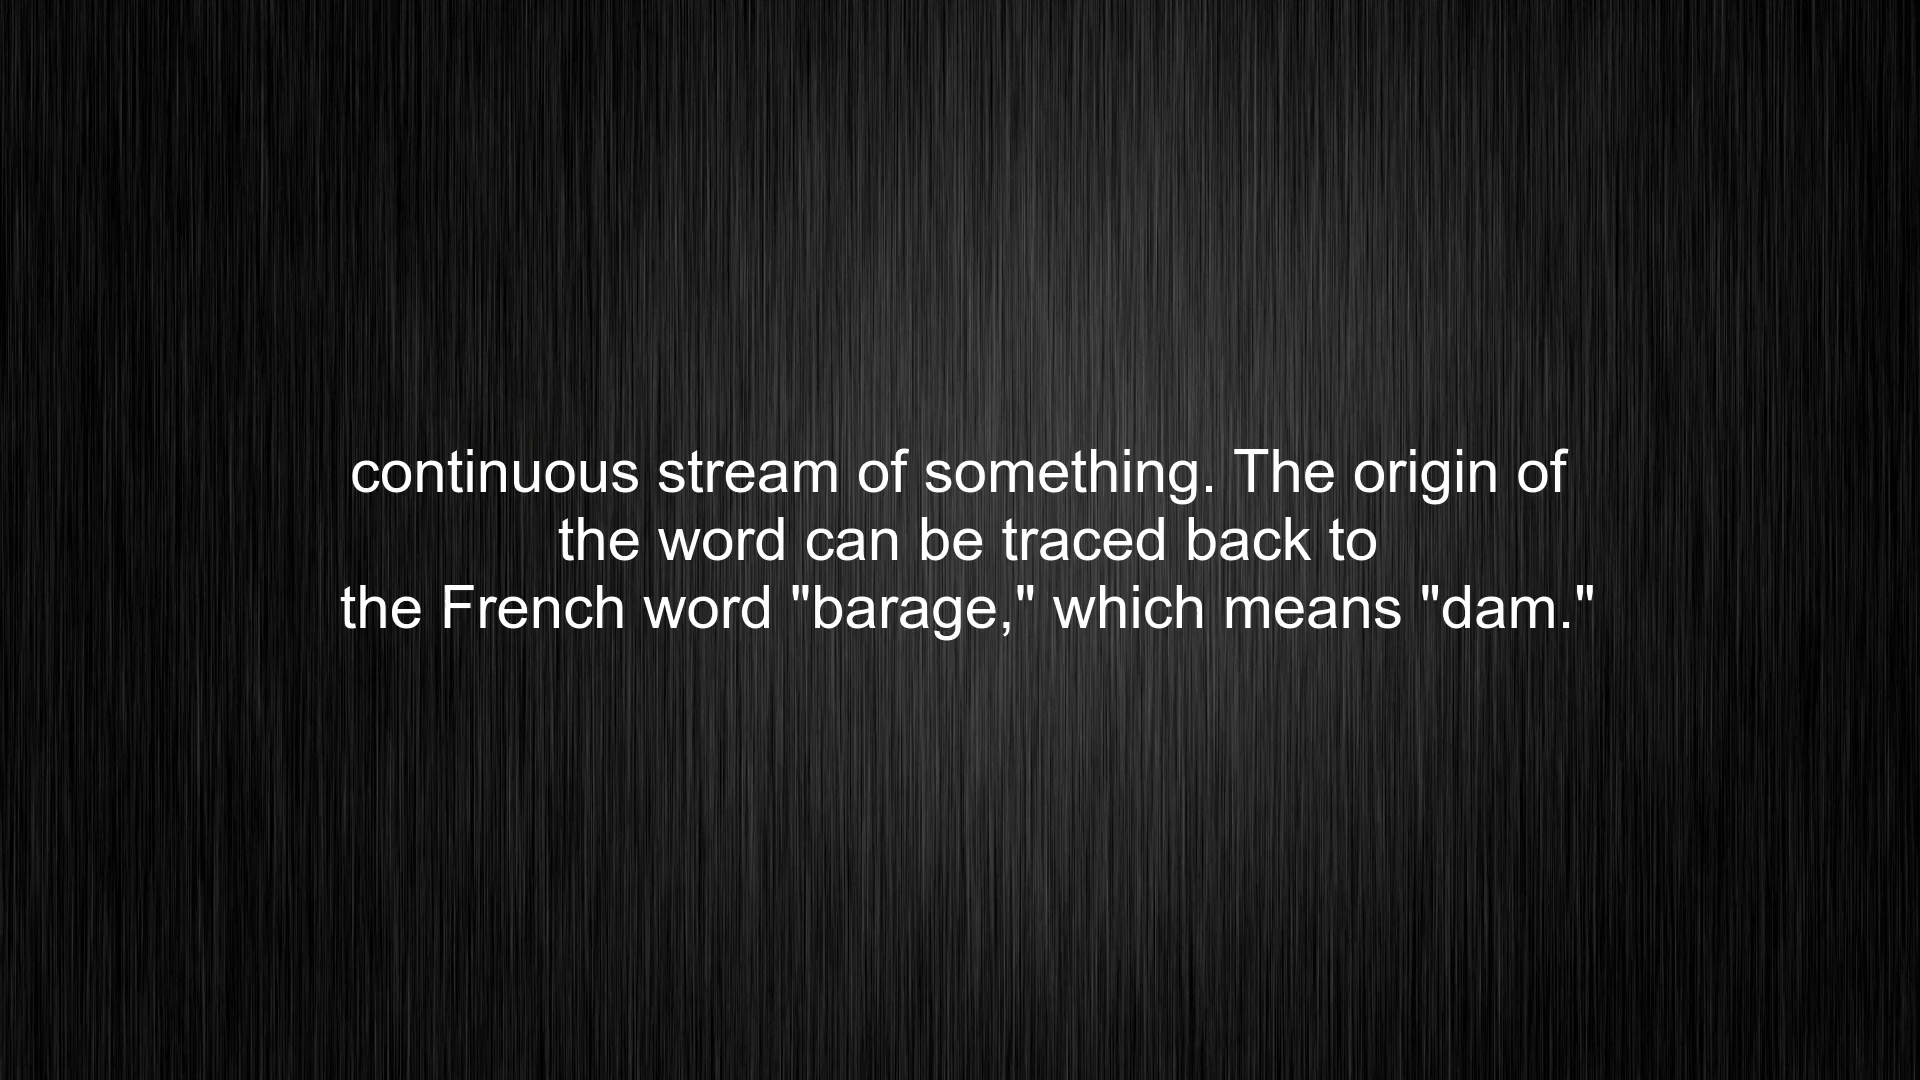 continuous stream of something. The origin of
the word can be traced back to
the French word "barage," which means "dam."